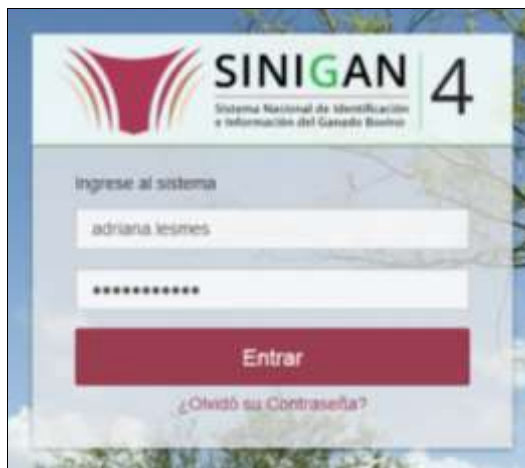 SINIGAN 4
Sistema Nacional de Identificación
e Información del Ganado Bovino
Ingrese al sistema
adriana.lesmes
•••••••••••
Entrar
¿Olvidó su Contraseña?